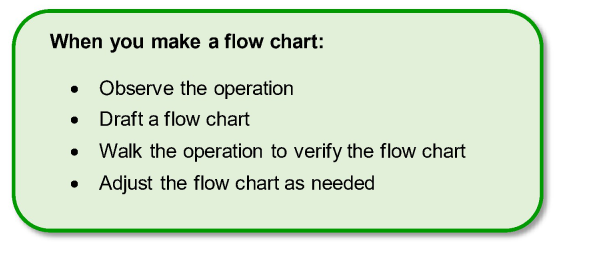 When you make a flow chart:
• Observe the operation
• Draft a flow chart
• Walk the operation to verify the flow chart
• Adjust the flow chart as needed